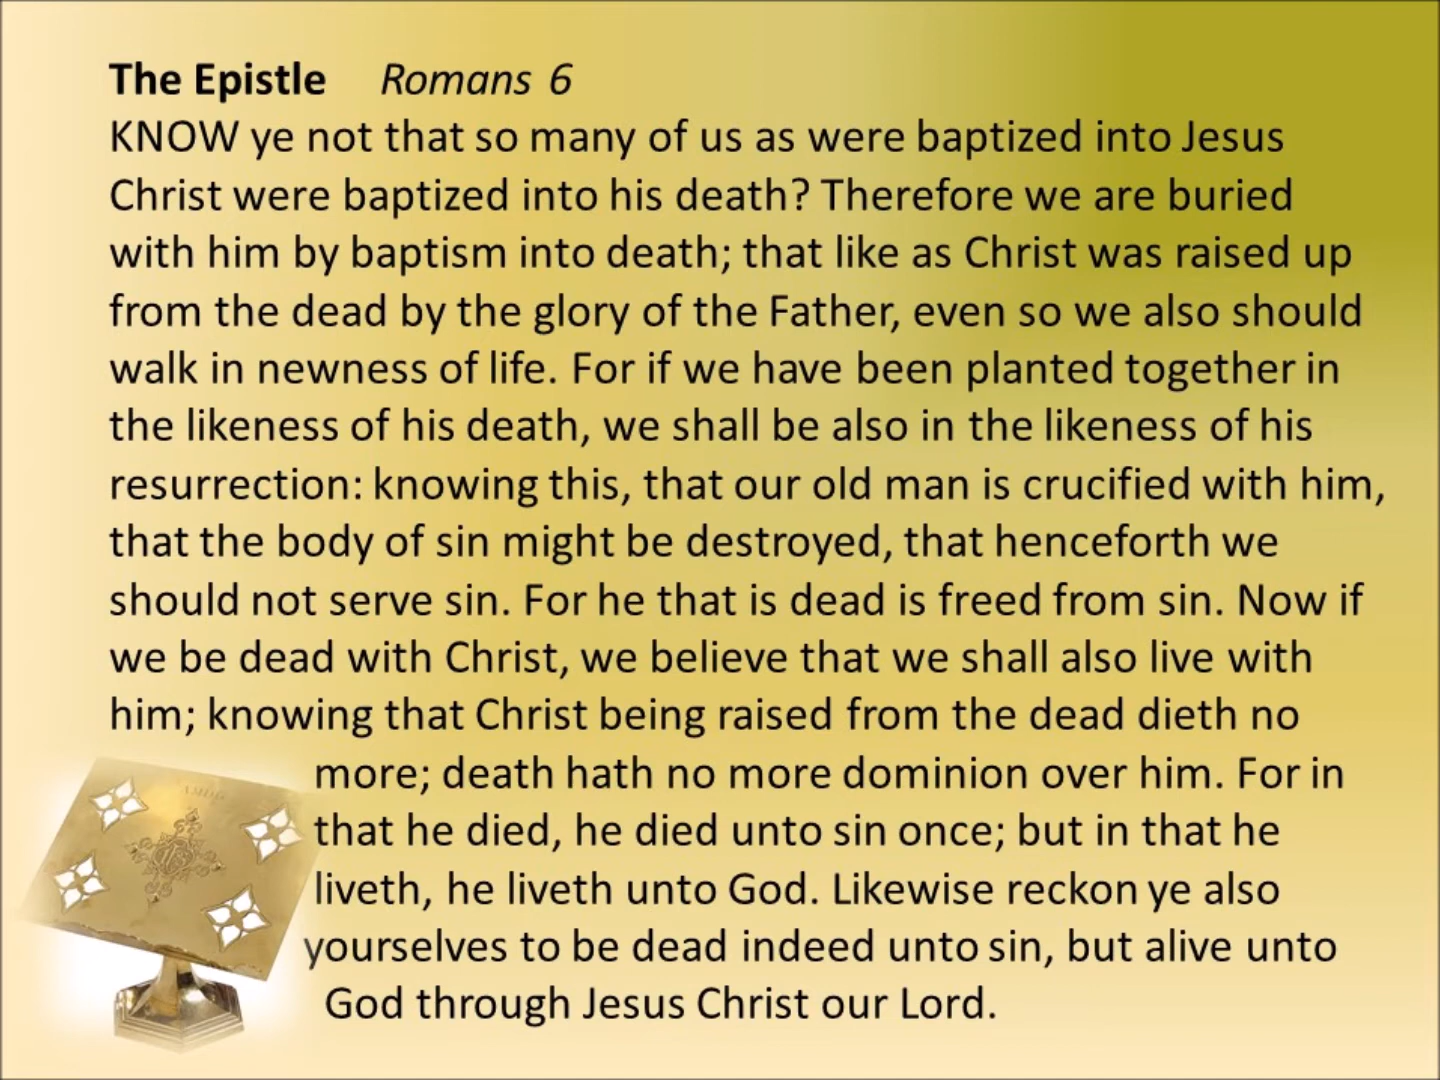 The Epistle Romans 6
KNOW ye not that so many of us as were baptized into Jesus
Christ were baptized into his death? Therefore we are buried
with him by baptism into death; that like as Christ was raised up
from the dead by the glory of the Father, even so we also should
walk in newness of life. For if we have been planted together in
the likeness of his death, we shall be also in the likeness of his
resurrection: knowing this, that our old man is crucified with him,
that the body of sin might be destroyed, that henceforth we
should not serve sin. For he that is dead is freed from sin. Now if
we be dead with Christ, we believe that we shall also live with
him; knowing that Christ being raised from the dead dieth no
more; death hath no more dominion over him. For in
that he died, he died unto sin once; but in that he
liveth, he liveth unto God. Likewise reckon ye also
yourselves to be dead indeed unto sin, but alive unto
God through Jesus Christ our Lord.